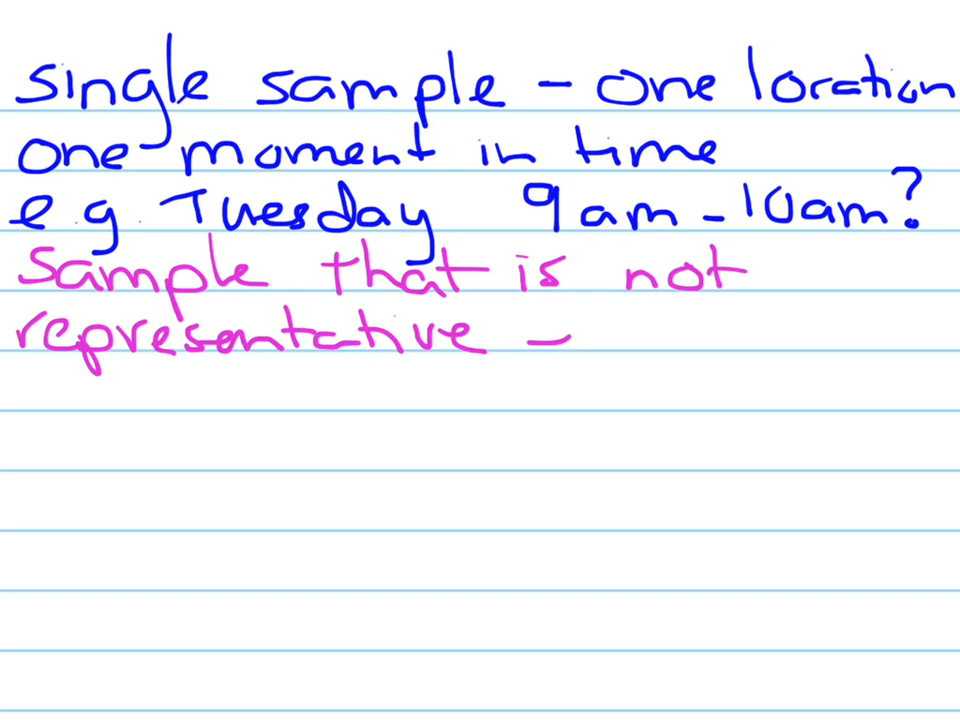 single sample - one location
one moment in time
e.g. Tuesday 9am - 10am?
sample that is not
representative -